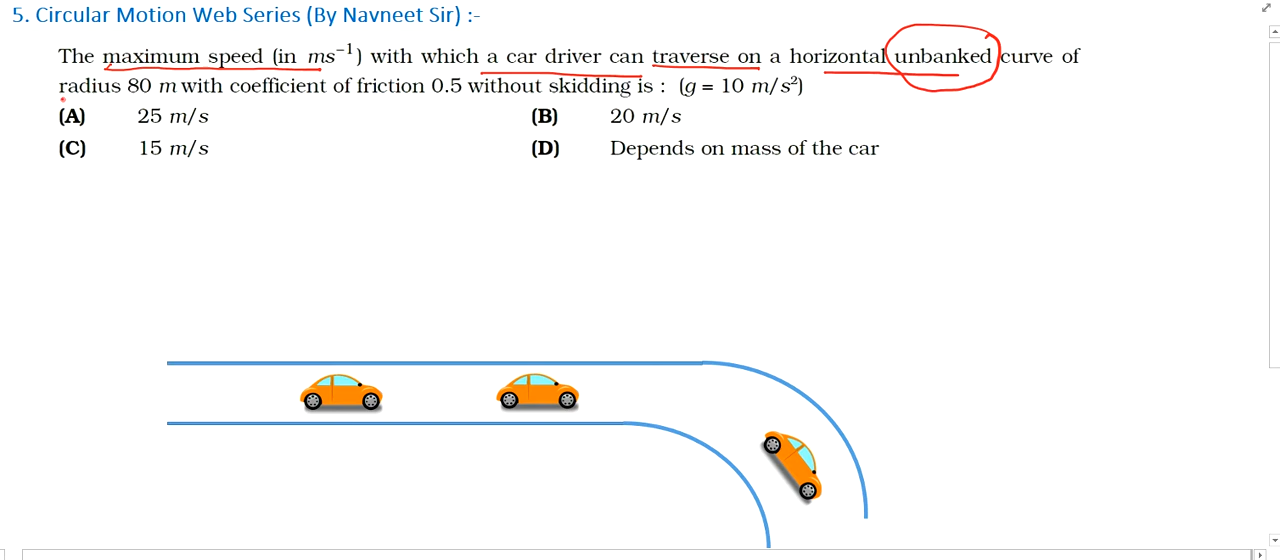 5. Circular Motion Web Series (By Navneet Sir) :-
The maximum speed (in ms⁻¹) with which a car driver can traverse on a horizontal unbanked curve of
radius 80 m with coefficient of friction 0.5 without skidding is : (g = 10 m/s²)
(A) 25 m/s (B) 20 m/s
(C) 15 m/s (D) Depends on mass of the car